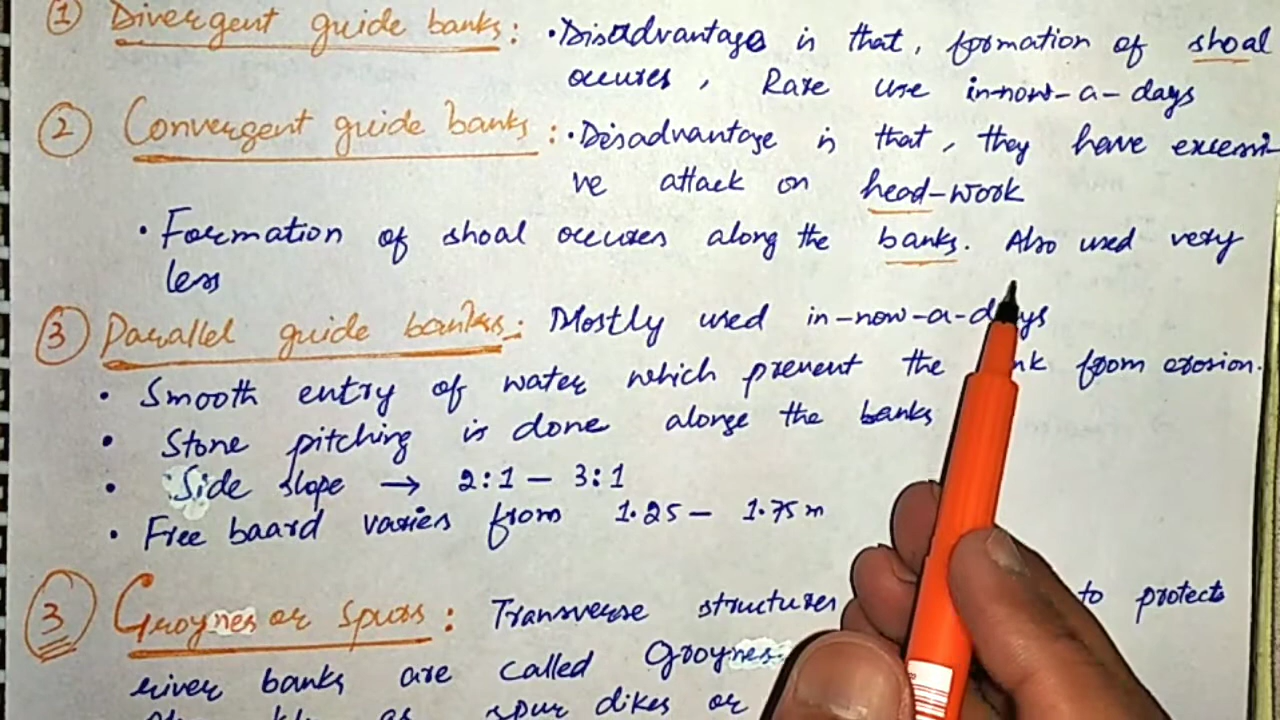 ① Divergent guide banks: • Disadvantage is that, formation of shoal
occures, Rare use in-now-a-days
② Convergent guide banks: • Disadvantage is that, they have excessi-
ve attack on head-work
• Formation of shoal occures along the banks. Also used very
less
③ Parallel guide banks: Mostly used in-now-a-days
• Smooth entry of water which prevent the from erosion.
• Stone pitching is done alonge the banks
• Side slope → 2:1 – 3:1
• Free baard varies from 1.25 – 1.75m
③ Groynes or Spurs: Transverse structures to protect
river banks are called Groynes
as spur dikes or